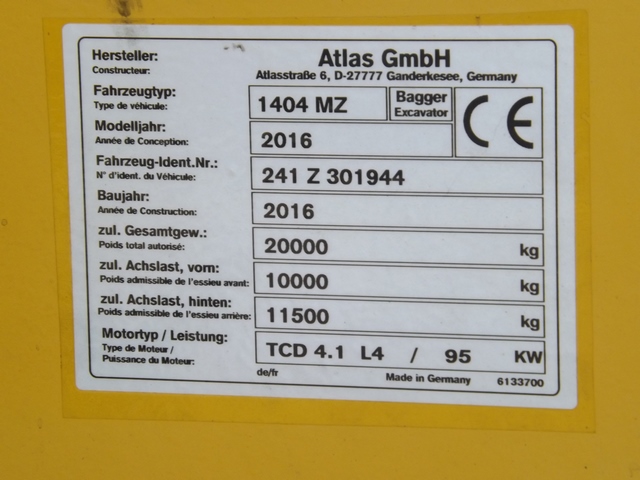 Hersteller: Atlas GmbH
Constructeur: Atlasstraße 6, D-27777 Ganderkesee, Germany
Fahrzeugtyp: 1404 MZ Bagger
Type de véhicule: Excavator
CE
Modelljahr: 2016
Année de Conception:
Fahrzeug-Ident.Nr.: 241 Z 301944
N° d'ident. du Véhicule:
Baujahr: 2016
Année de Construction:
zul. Gesamtgew.: 20000 kg
Poids total autorisé:
zul. Achslast, vorn: 10000 kg
Poids admissible de l'essieu avant:
zul. Achslast, hinten: 11500 kg
Poids admissible de l'essieu arrière:
Motortyp / Leistung: TCD 4.1 L4 / 95 KW
Type de Moteur /
Puissance du Moteur:
de/fr Made in Germany 6133700